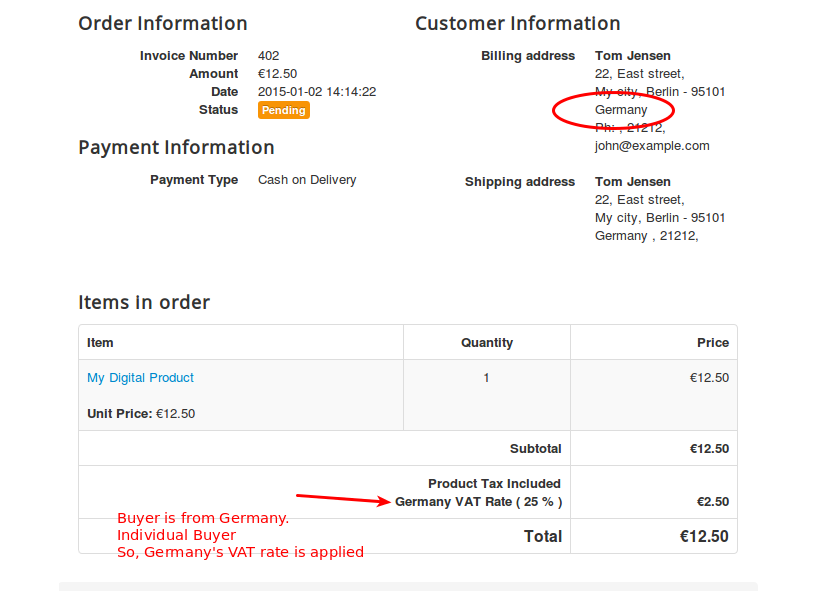 Order Information
Invoice Number 402
Amount €12.50
Date 2015-01-02 14:14:22
Status Pending
Payment Information
Payment Type Cash on Delivery
Customer Information
Billing address Tom Jensen
22, East street,
My city, Berlin - 95101
Germany
Ph: , 21212,
john@example.com
Shipping address Tom Jensen
22, East street,
My city, Berlin - 95101
Germany , 21212,
Items in order
Item Quantity Price
My Digital Product 1 €12.50
Unit Price: €12.50
Subtotal €12.50
Product Tax Included
Germany VAT Rate ( 25 % ) €2.50
Buyer is from Germany.
Individual Buyer
So, Germany's VAT rate is applied
Total €12.50